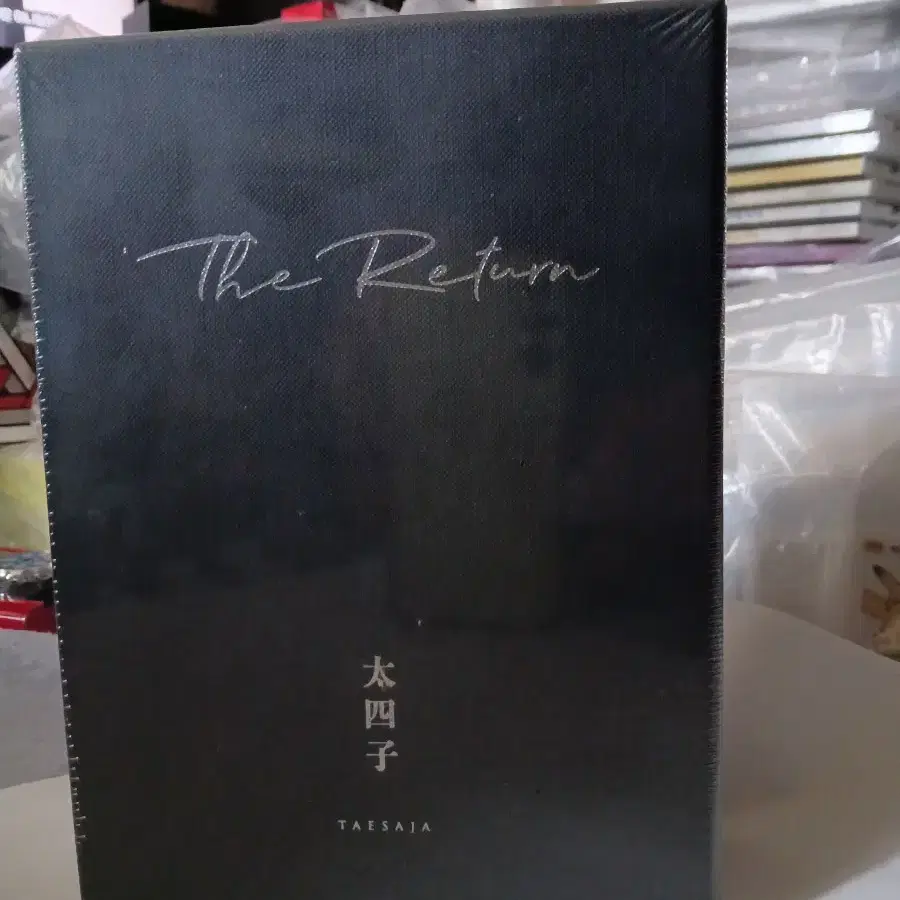 The Return
太四子
TAESAJA